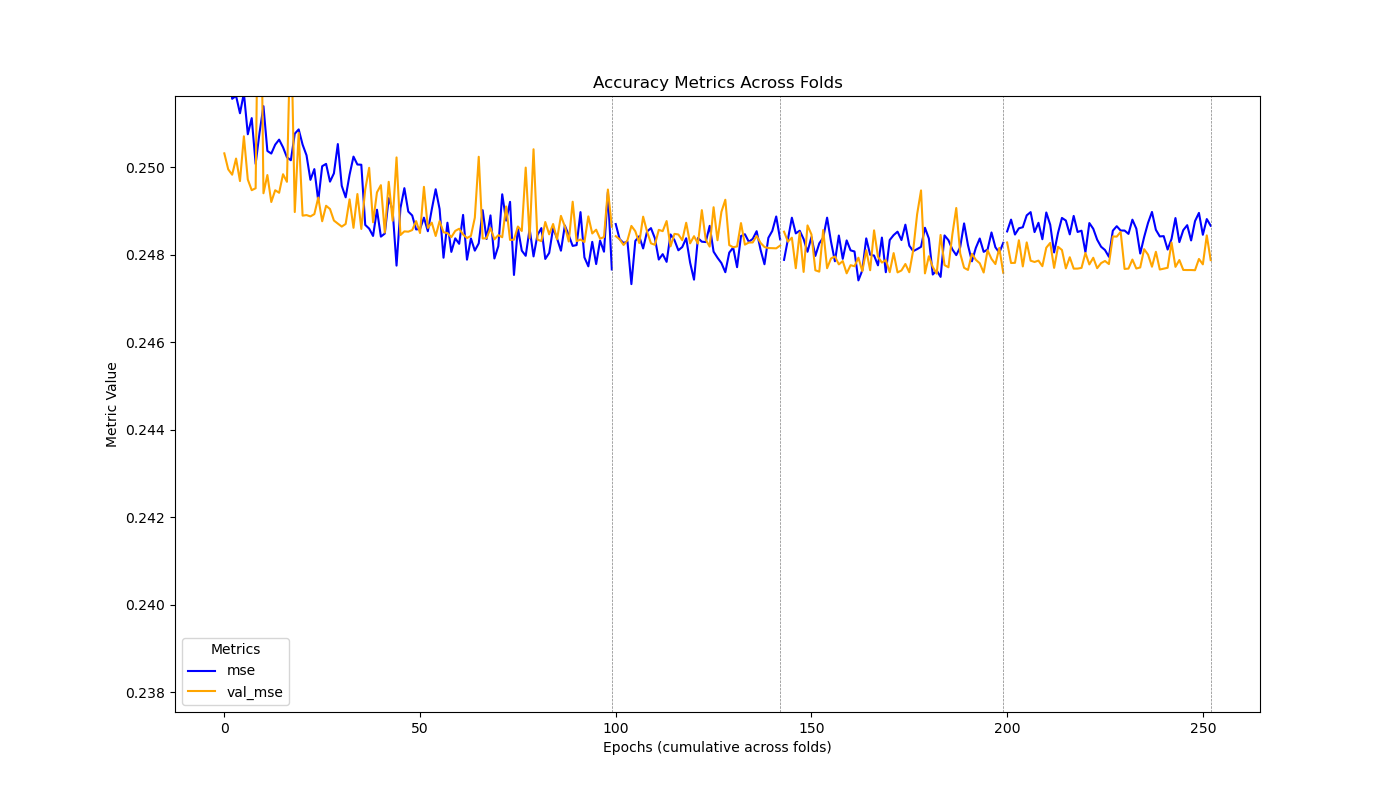 Accuracy Metrics Across Folds
Metric Value
0.250
0.248
0.246
0.244
0.242
0.240
0.238
Metrics
mse
val_mse
0
50
100
150
200
250
Epochs (cumulative across folds)